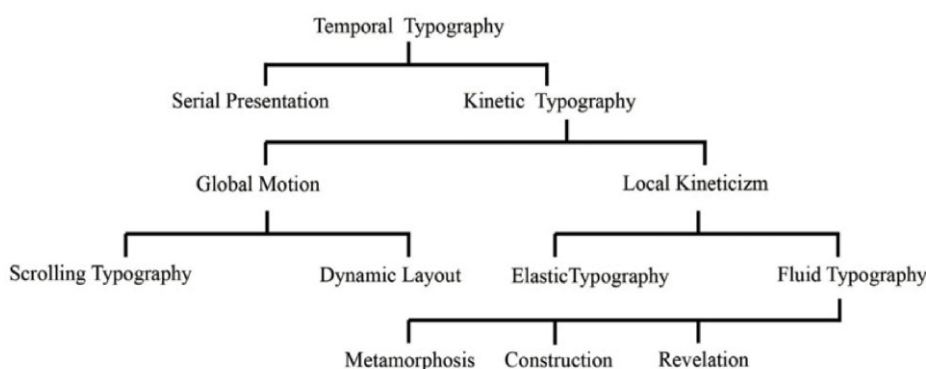 Temporal Typography
Serial Presentation Kinetic Typography
Global Motion Local Kineticizm
Scrolling Typography Dynamic Layout ElasticTypography Fluid Typography
Metamorphosis Construction Revelation